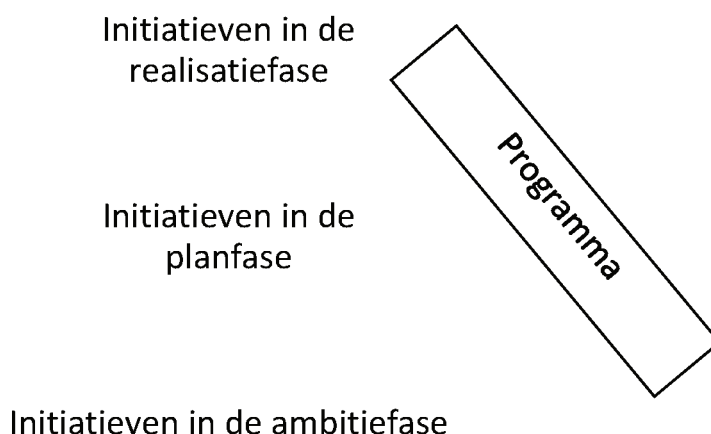 Initiatieven in de
realisatiefase
Programma
Initiatieven in de
planfase
Initiatieven in de ambitiefase